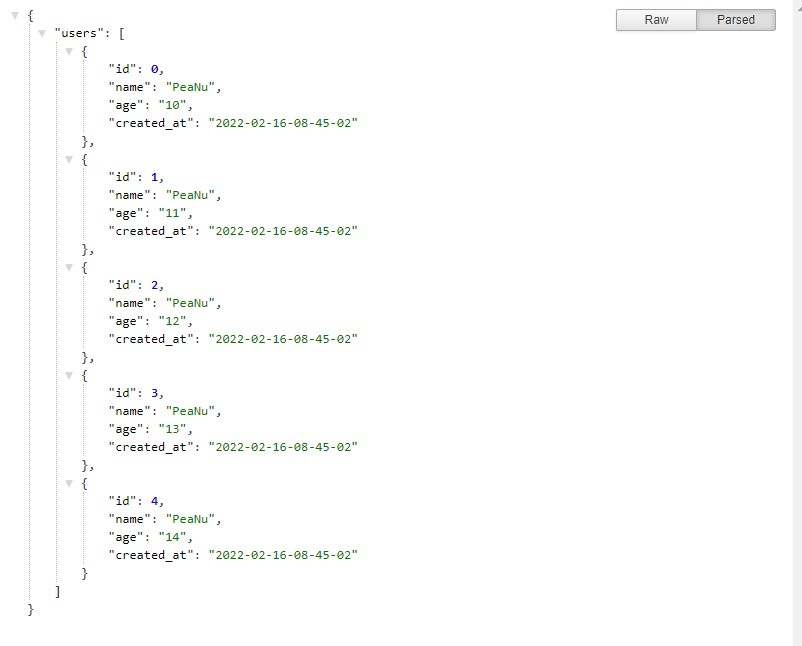 Raw Parsed
{
"users": [
{
"id": 0,
"name": "PeaNu",
"age": "10",
"created_at": "2022-02-16-08-45-02"
},
{
"id": 1,
"name": "PeaNu",
"age": "11",
"created_at": "2022-02-16-08-45-02"
},
{
"id": 2,
"name": "PeaNu",
"age": "12",
"created_at": "2022-02-16-08-45-02"
},
{
"id": 3,
"name": "PeaNu",
"age": "13",
"created_at": "2022-02-16-08-45-02"
},
{
"id": 4,
"name": "PeaNu",
"age": "14",
"created_at": "2022-02-16-08-45-02"
}
]
}